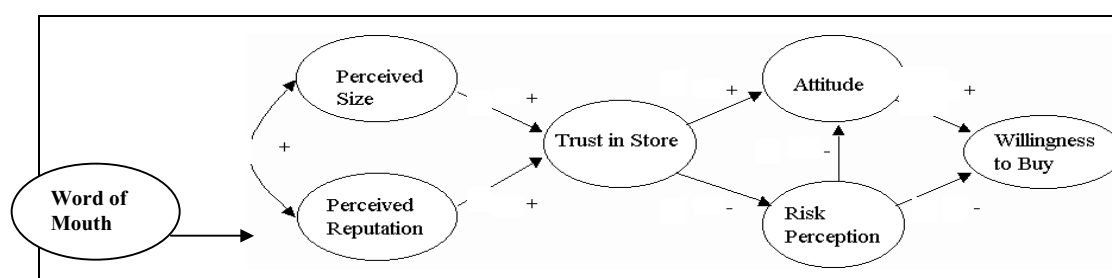 Word of
Mouth
+
Perceived
Size
Perceived
Reputation
+
+
Trust in Store
+
-
Attitude
-
Risk
Perception
+
-
Willingness
to Buy